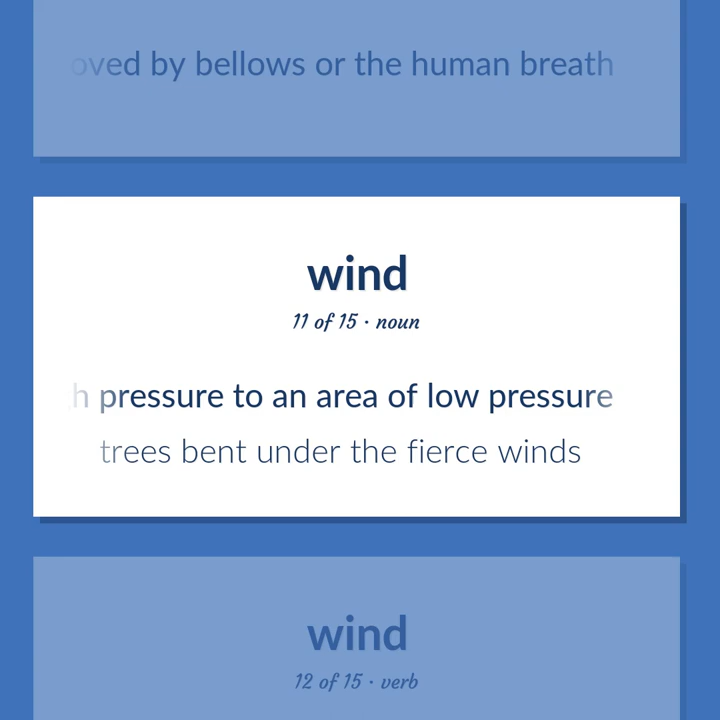 oved by bellows or the human breath
wind
11 of 15 · noun
h pressure to an area of low pressure
trees bent under the fierce winds
wind
12 of 15 · verb